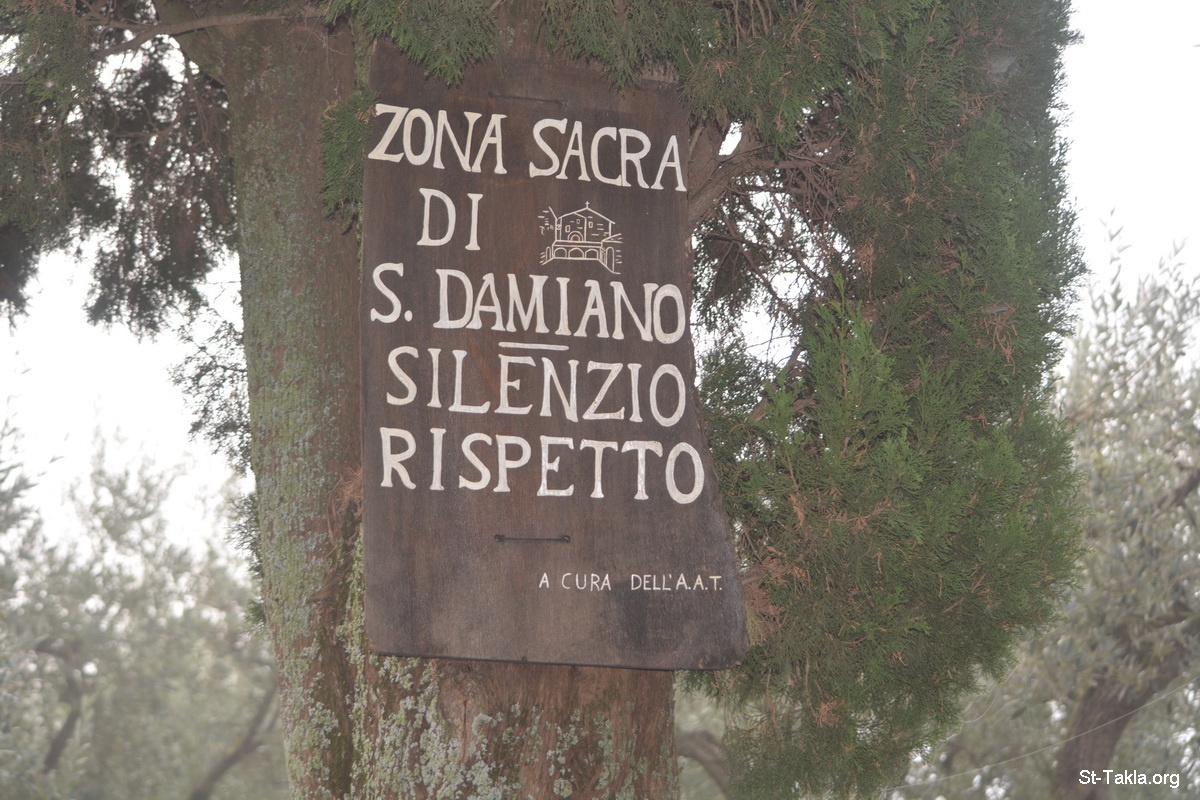 ZONA SACRA
DI
S. DAMIANO
SILENZIO
RISPETTO
A CURA DELL'A.A.T.
St-Takla.org